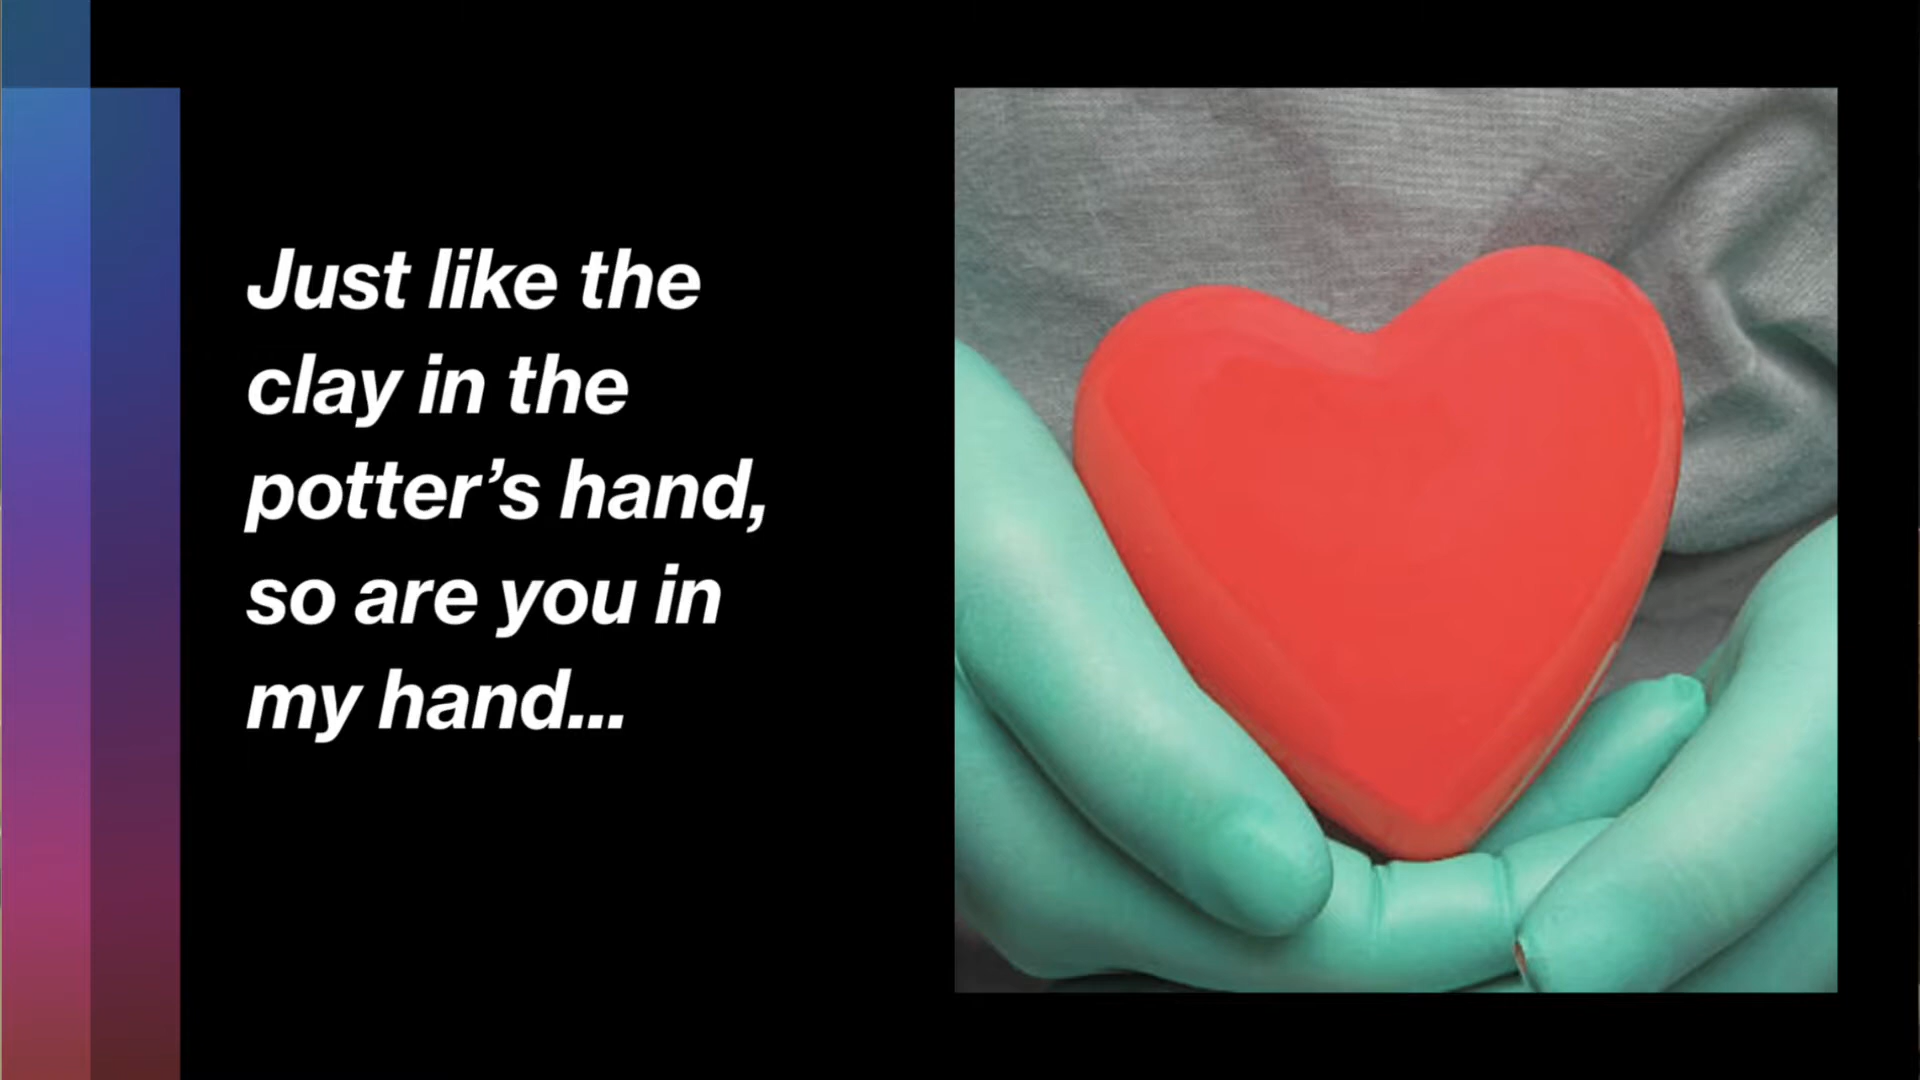 Just like the
clay in the
potter’s hand,
so are you in
my hand...